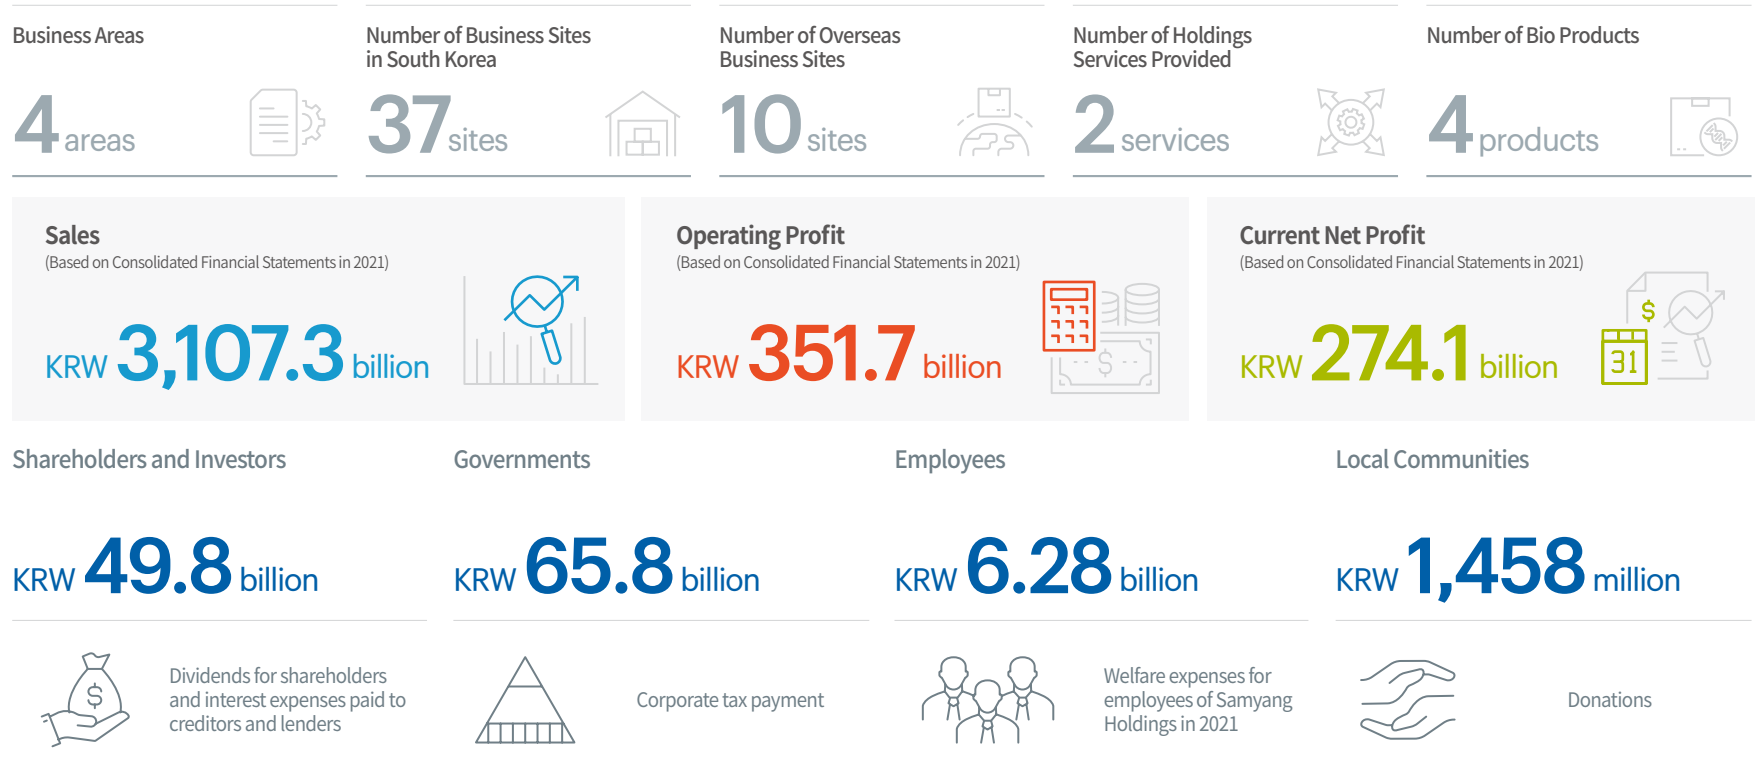 Business Areas
4 areas
Number of Business Sites
in South Korea
37 sites
Number of Overseas
Business Sites
10 sites
Number of Holdings
Services Provided
2 services
Number of Bio Products
4 products
Sales
(Based on Consolidated Financial Statements in 2021)
KRW 3,107.3 billion
Operating Profit
(Based on Consolidated Financial Statements in 2021)
KRW 351.7 billion
$
Current Net Profit
(Based on Consolidated Financial Statements in 2021)
KRW 274.1 billion
$
31
Shareholders and Investors
KRW 49.8 billion
$
Dividends for shareholders
and interest expenses paid to
creditors and lenders
Governments
KRW 65.8 billion
Corporate tax payment
Employees
KRW 6.28 billion
Welfare expenses for
employees of Samyang
Holdings in 2021
Local Communities
KRW 1,458 million
Donations